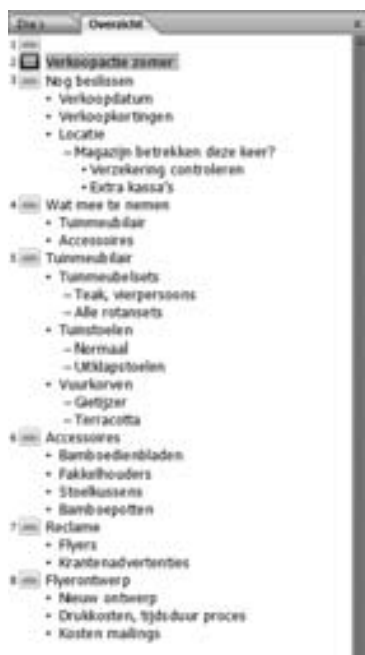 Dia's Overzicht x
1
2 Verkoopactie zomer
3 Nog beslissen
• Verkoopdatum
• Verkoopkortingen
• Locatie
– Magazijn betrekken deze keer?
• Verzekering controleren
• Extra kassa's
4 Wat mee te nemen
• Tuinmeubilair
• Accessoires
5 Tuinmeubilair
• Tuinmeubelsets
– Teak, vierpersoons
– Alle rotansets
• Tuinstoelen
– Normaal
– Uitklapstoelen
• Vuurkorven
– Gietijzer
– Terracotta
6 Accessoires
• Bamboedienbladen
• Fakkelhouders
• Stoelkussens
• Bamboepotten
7 Reclame
• Flyers
• Krantenadvertenties
8 Flyerontwerp
• Nieuw ontwerp
• Drukkosten, tijdsduur proces
• Kosten mailings